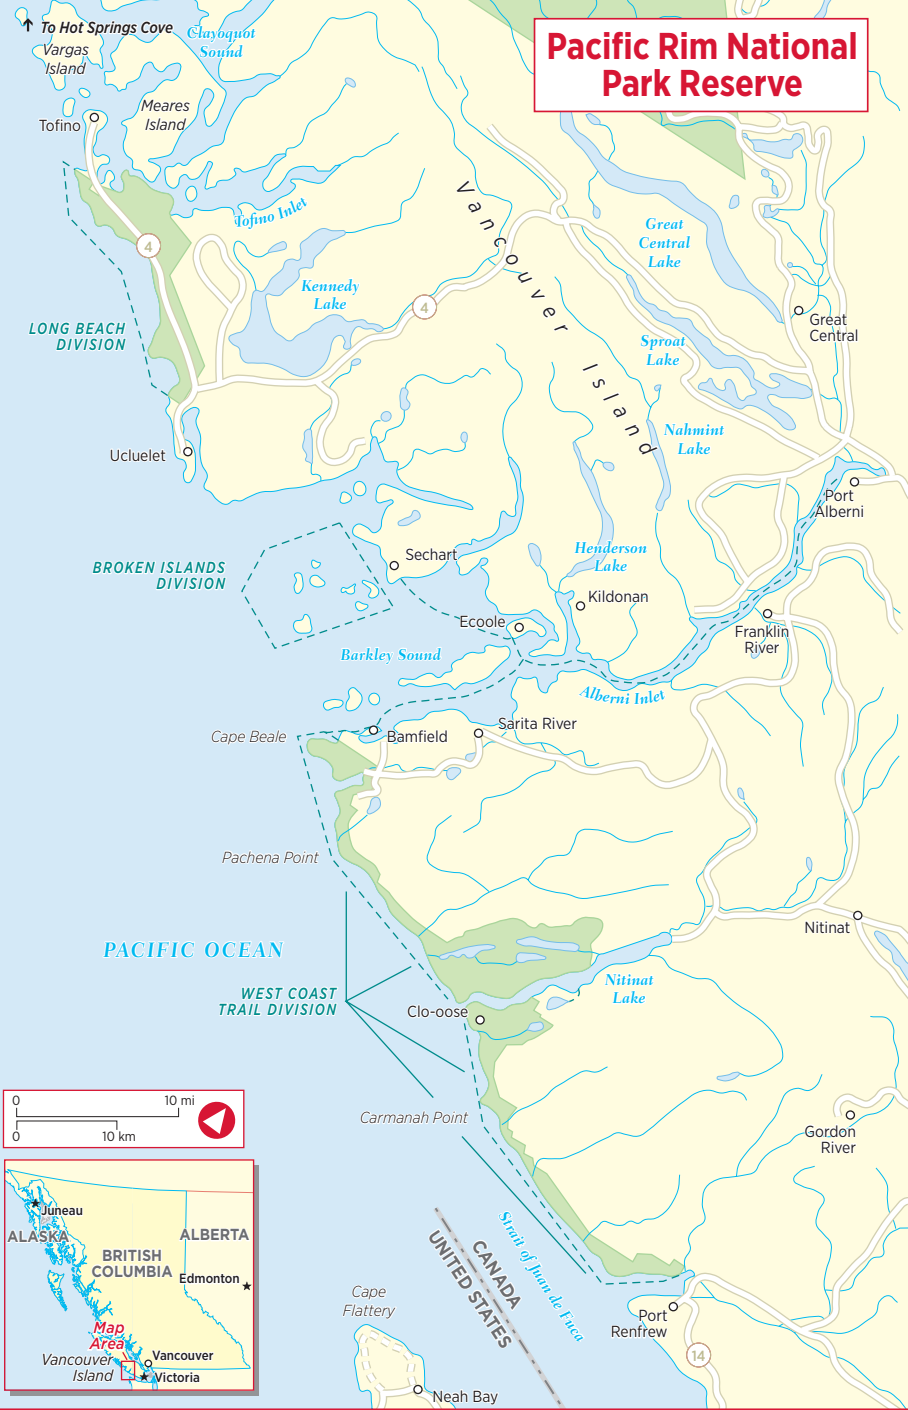 Pacific Rim National
Park Reserve
To Hot Springs Cove
Vargas
Island
Clayoquot
Sound
Meares
Island
Tofino
Tofino Inlet
4
Kennedy
Lake
4
Vancouver Island
Great
Central
Lake
Great
Central
Sproat
Lake
LONG BEACH
DIVISION
Nahmint
Lake
Ucluelet
Port
Alberni
Sechart
Henderson
Lake
BROKEN ISLANDS
DIVISION
Kildonan
Ecoole
Franklin
River
Barkley Sound
Alberni Inlet
Cape Beale
Bamfield
Sarita River
Pachena Point
Nitinat
PACIFIC OCEAN
Nitinat
Lake
WEST COAST
TRAIL DIVISION
Clo-oose
Carmanah Point
Gordon
River
0
10 mi
0
10 km
Strait of Juan de Fuca
CANADA
UNITED STATES
Cape
Flattery
Port
Renfrew
14
Neah Bay
Juneau
ALASKA
BRITISH
COLUMBIA
ALBERTA
Edmonton
Map
Area
Vancouver
Island
Vancouver
Victoria